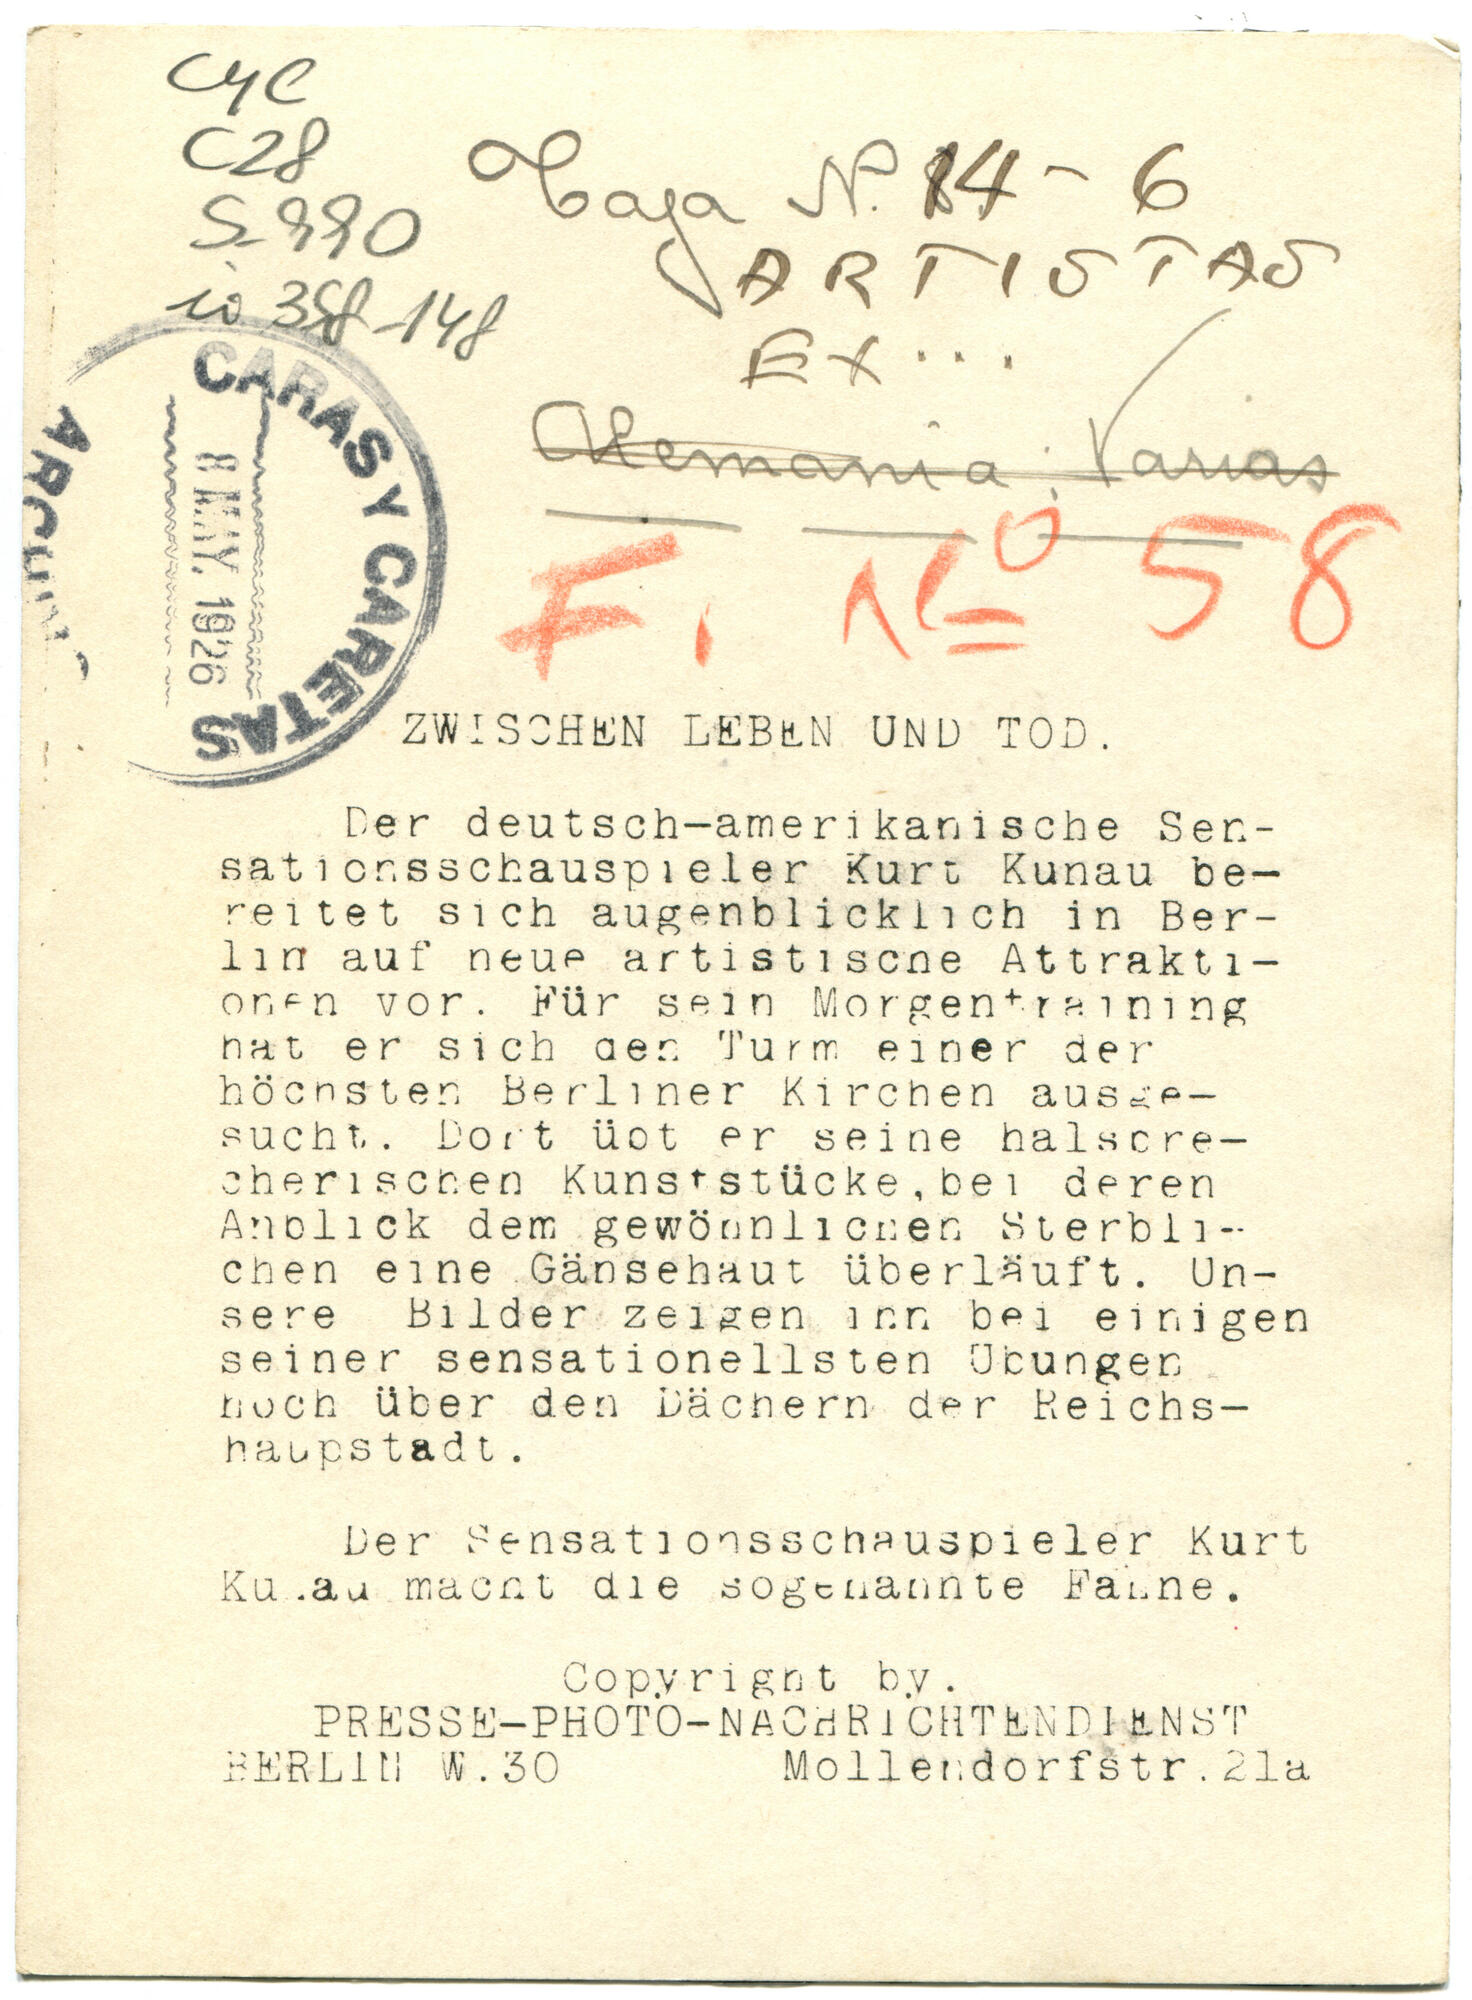 CyC
C28
S-990
io 358-148
Caja N. 14-6
ARTISTAS
EX...
Alemania: Varias
F. Nº 58
CARAS Y CARETAS
8 MAY. 1926
ZWISCHEN LEBEN UND TOD.
Der deutsch-amerikanische Sen-
sationsschauspieler Kurt Kunau be-
reitet sich augenblicklich in Ber-
lin auf neue artistische Attrakti-
onen vor. Für sein Morgentraining
hat er sich den Turm einer der
höchsten Berliner Kirchen ausge-
sucht. Dort übt er seine halsbre-
cherischen Kunststücke, bei deren
Anblick dem gewöhnlichen Sterbli-
chen eine Gänsehaut überläuft. Un-
sere Bilder zeigen ihn bei einigen
seiner sensationellsten Übungen
hoch über den Dächern der Reichs-
hauptstadt.
Der Sensationsschauspieler Kurt
Kunau macht die sogenannte Fahne.
Copyright by.
PRESSE-PHOTO-NACHRICHTENDIENST
BERLIN W.30 Mollendorfstr.21a